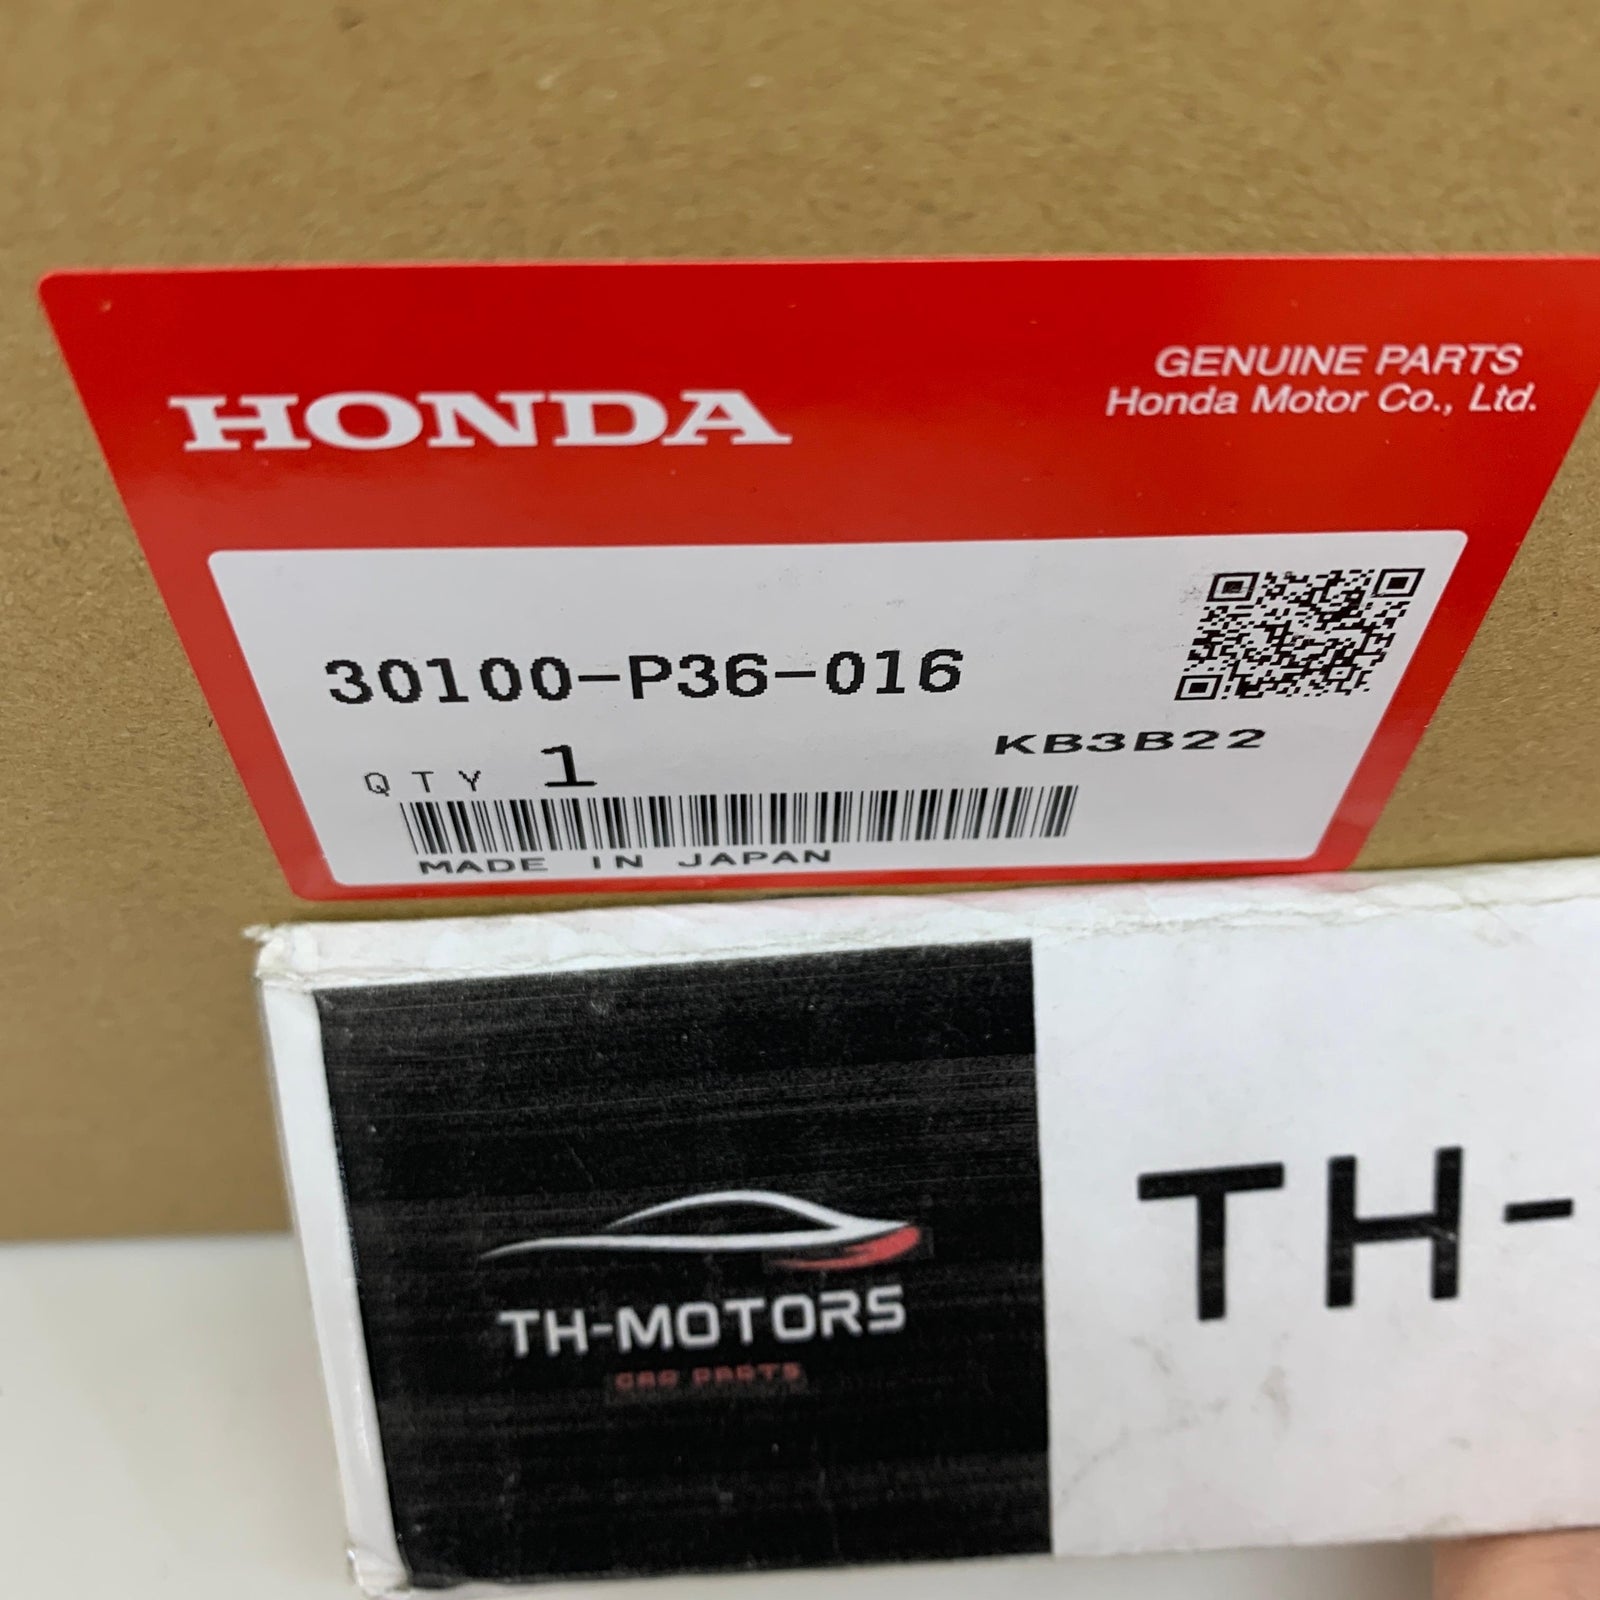 GENUINE PARTS
Honda Motor Co., Ltd.
HONDA
30100-P36-016
KB3B22
QTY 1
MADE IN JAPAN
TH-MOTORS
CAR PARTS
TH-